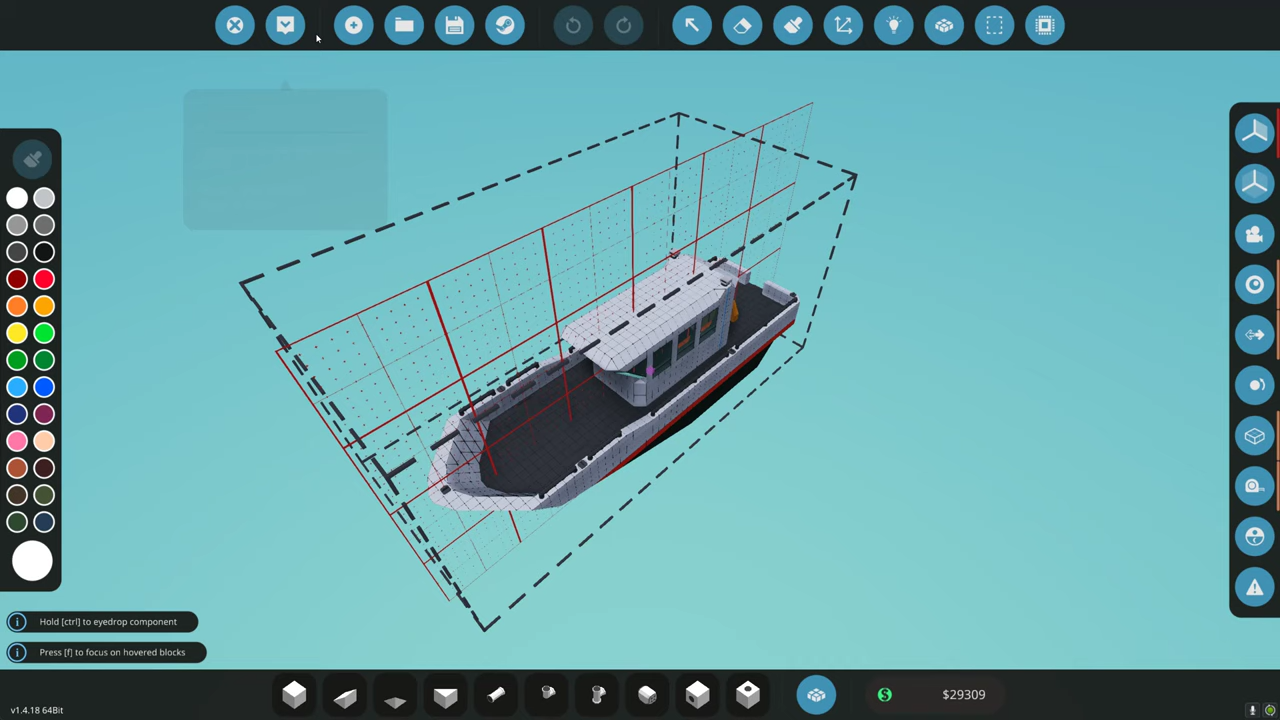 Hold [ctrl] to eyedrop component
Press [f] to focus on hovered blocks
$
$29309
v1.4.18 64Bit